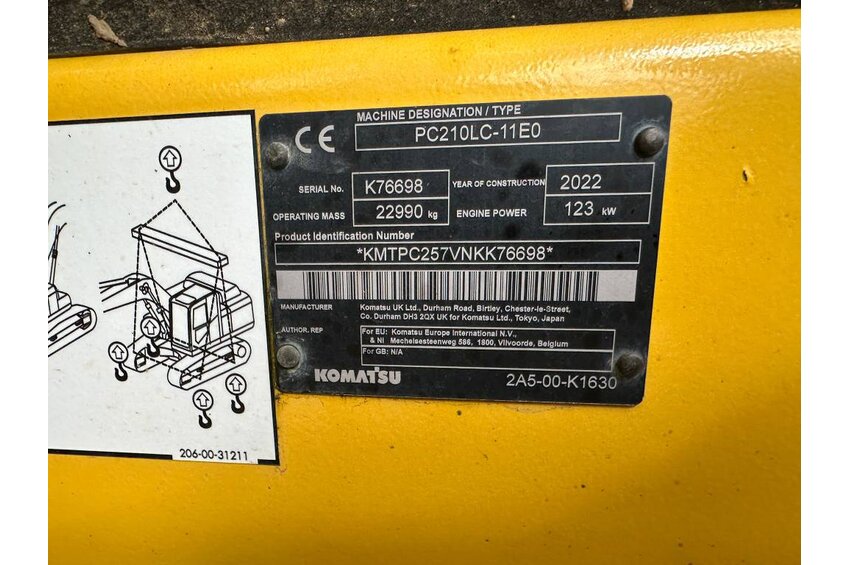 CE
MACHINE DESIGNATION / TYPE
PC210LC-11E0
SERIAL No. K76698 YEAR OF CONSTRUCTION 2022
OPERATING MASS 22990 kg ENGINE POWER 123 kW
Product Identification Number
*KMTPC257VNKK76698*
MANUFACTURER Komatsu UK Ltd., Durham Road, Birtley, Chester-le-Street,
Co. Durham DH3 2QX UK for Komatsu Ltd., Tokyo, Japan
AUTHOR. REP For EU: Komatsu Europe International N.V.,
& NI Mechelsesteenweg 586, 1800, Vilvoorde, Belgium
For GB: N/A
KOMATSU 2A5-00-K1630
206-00-31211